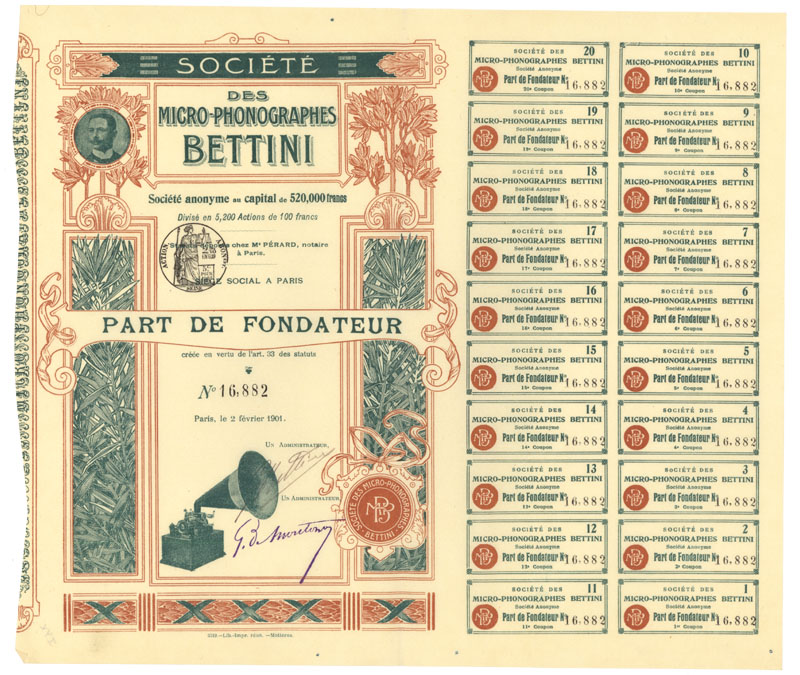 SOCIÉTÉ
DES
MICRO-PHONOGRAPHES
BETTINI
Société anonyme au capital de 520,000 francs
Divisé en 5,200 Actions de 100 francs
chez Me PÉRARD, notaire
à Paris.
SIÈGE SOCIAL A PARIS
PART DE FONDATEUR
créée en vertu de l'art. 33 des statuts
No 16,882
Paris, le 2 février 1901.
UN ADMINISTRATEUR,
UN ADMINISTRATEUR,
SOCIÉTÉ DES MICRO-PHONOGRAPHES BETTINI
20
SOCIÉTÉ DES
MICRO-PHONOGRAPHES BETTINI
Société Anonyme
Part de Fondateur No 16,882
20e Coupon
19
SOCIÉTÉ DES
MICRO-PHONOGRAPHES BETTINI
Société Anonyme
Part de Fondateur No 16,882
19e Coupon
18
SOCIÉTÉ DES
MICRO-PHONOGRAPHES BETTINI
Société Anonyme
Part de Fondateur No 16,882
18e Coupon
17
SOCIÉTÉ DES
MICRO-PHONOGRAPHES BETTINI
Société Anonyme
Part de Fondateur No 16,882
17e Coupon
16
SOCIÉTÉ DES
MICRO-PHONOGRAPHES BETTINI
Société Anonyme
Part de Fondateur No 16,882
16e Coupon
15
SOCIÉTÉ DES
MICRO-PHONOGRAPHES BETTINI
Société Anonyme
Part de Fondateur No 16,882
15e Coupon
14
SOCIÉTÉ DES
MICRO-PHONOGRAPHES BETTINI
Société Anonyme
Part de Fondateur No 16,882
14e Coupon
13
SOCIÉTÉ DES
MICRO-PHONOGRAPHES BETTINI
Société Anonyme
Part de Fondateur No 16,882
13e Coupon
12
SOCIÉTÉ DES
MICRO-PHONOGRAPHES BETTINI
Société Anonyme
Part de Fondateur No 16,882
12e Coupon
11
SOCIÉTÉ DES
MICRO-PHONOGRAPHES BETTINI
Société Anonyme
Part de Fondateur No 16,882
11e Coupon
10
SOCIÉTÉ DES
MICRO-PHONOGRAPHES BETTINI
Société Anonyme
Part de Fondateur No 16,882
10e Coupon
9
SOCIÉTÉ DES
MICRO-PHONOGRAPHES BETTINI
Société Anonyme
Part de Fondateur No 16,882
9e Coupon
8
SOCIÉTÉ DES
MICRO-PHONOGRAPHES BETTINI
Société Anonyme
Part de Fondateur No 16,882
8e Coupon
7
SOCIÉTÉ DES
MICRO-PHONOGRAPHES BETTINI
Société Anonyme
Part de Fondateur No 16,882
7e Coupon
6
SOCIÉTÉ DES
MICRO-PHONOGRAPHES BETTINI
Société Anonyme
Part de Fondateur No 16,882
6e Coupon
5
SOCIÉTÉ DES
MICRO-PHONOGRAPHES BETTINI
Société Anonyme
Part de Fondateur No 16,882
5e Coupon
4
SOCIÉTÉ DES
MICRO-PHONOGRAPHES BETTINI
Société Anonyme
Part de Fondateur No 16,882
4e Coupon
3
SOCIÉTÉ DES
MICRO-PHONOGRAPHES BETTINI
Société Anonyme
Part de Fondateur No 16,882
3e Coupon
2
SOCIÉTÉ DES
MICRO-PHONOGRAPHES BETTINI
Société Anonyme
Part de Fondateur No 16,882
2e Coupon
1
SOCIÉTÉ DES
MICRO-PHONOGRAPHES BETTINI
Société Anonyme
Part de Fondateur No 16,882
1er Coupon